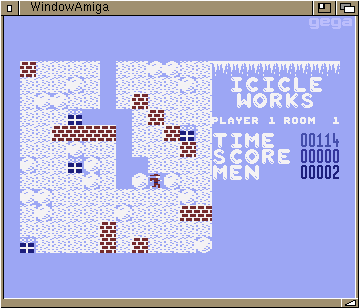 WindowAmiga
gega
ICICLE
WORKS
PLAYER 1 ROOM 1
TIME 00114
SCORE 00000
MEN 00002